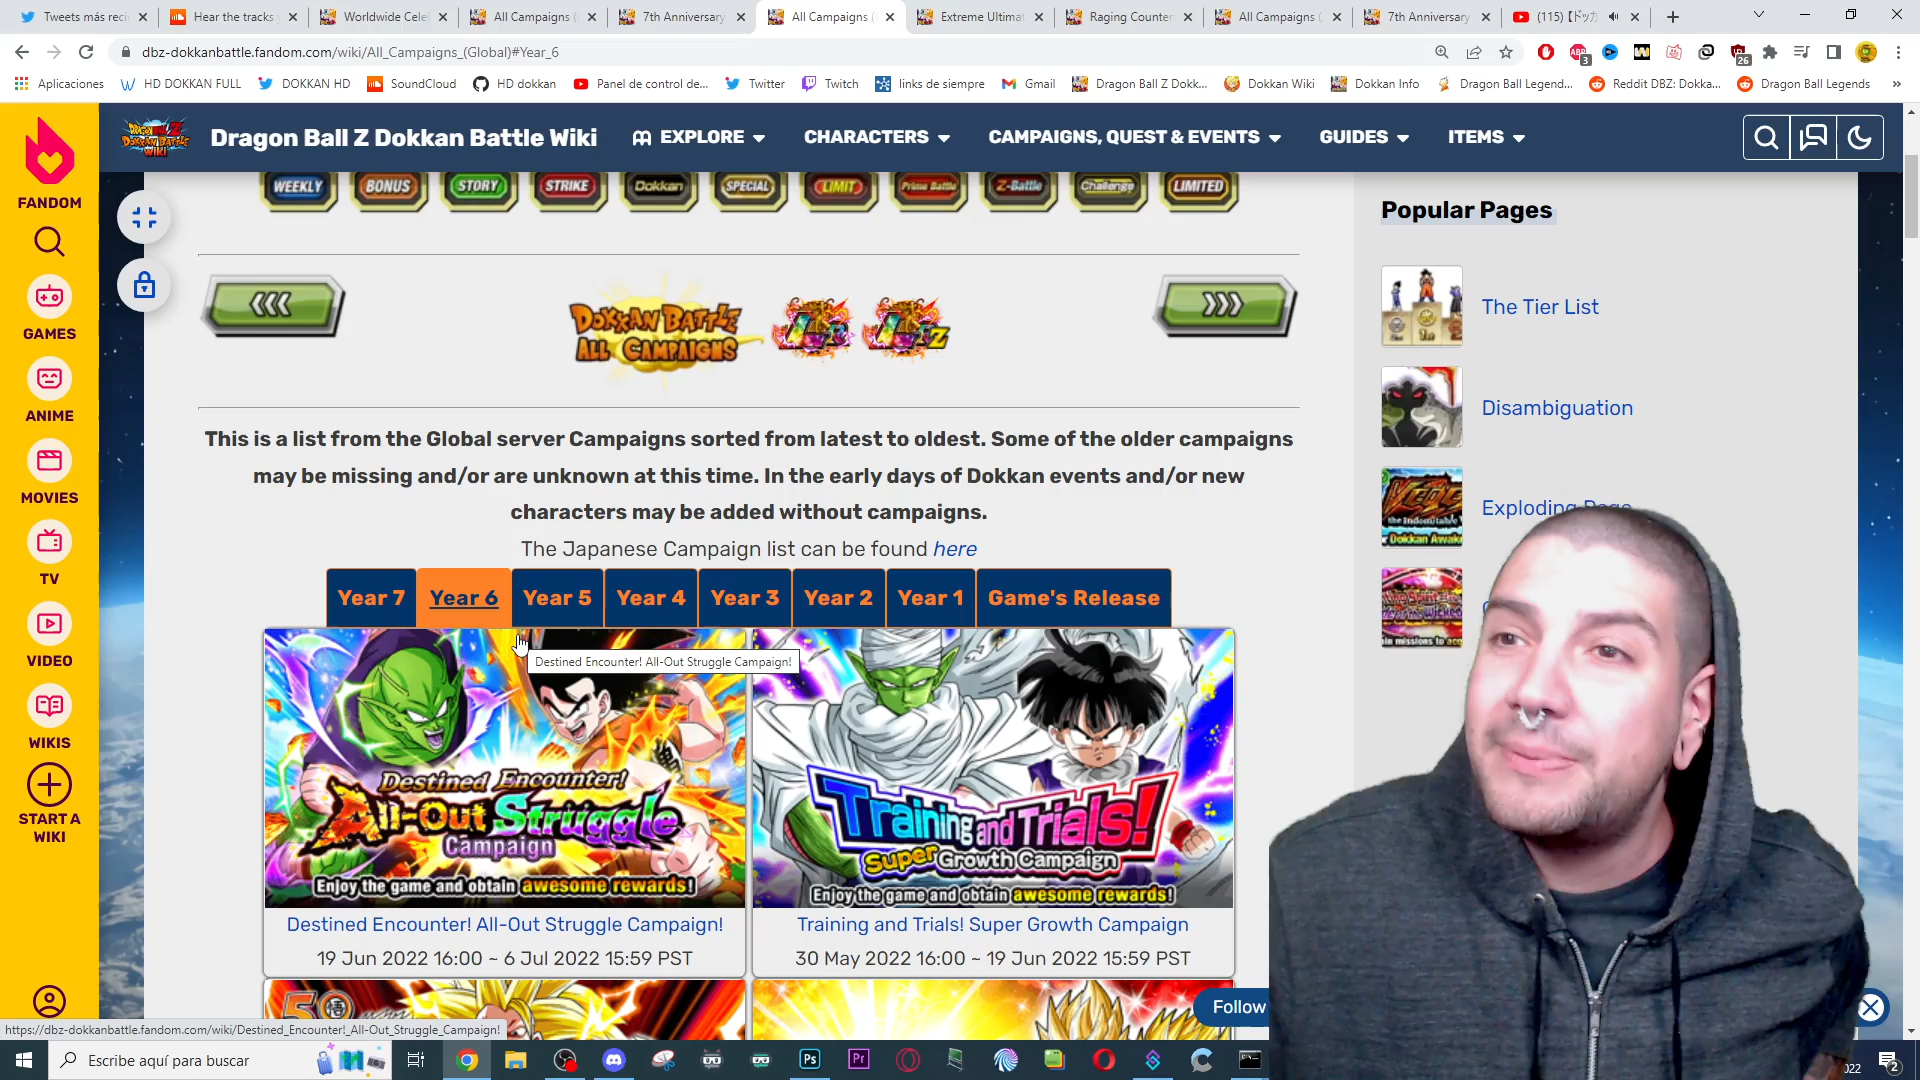 Tweets más reci
Hear the tracks
Worldwide Cele
All Campaigns (
7th Anniversary
All Campaigns (
Extreme Ultima
Raging Counter
All Campaigns (
7th Anniversary
(115)
dbz-dokkanbattle.fandom.com/wiki/All_Campaigns_(Global)#Year_6
3
26
Aplicaciones
HD DOKKAN FULL
DOKKAN HD
SoundCloud
HD dokkan
Panel de control de...
Twitter
Twitch
links de siempre
Gmail
Dragon Ball Z Dokk...
Dokkan Wiki
Dokkan Info
Dragon Ball Legend...
Reddit DBZ: Dokka...
Dragon Ball Legends
»
Dragon Ball Z Dokkan Battle Wiki
EXPLORE
CHARACTERS
CAMPAIGNS, QUEST & EVENTS
GUIDES
ITEMS
FANDOM
GAMES
ANIME
MOVIES
TV
VIDEO
WIKIS
START A
WIKI
WEEKLY
BONUS
STORY
STRIKE
Dokkan
SPECIAL
LIMIT
Prime Battle
Z-Battle
Challenge
LIMITED
DOKKAN BATTLE
ALL CAMPAIGNS
LR
LR Z
This is a list from the Global server Campaigns sorted from latest to oldest. Some of the older campaigns
may be missing and/or are unknown at this time. In the early days of Dokkan events and/or new
characters may be added without campaigns.
The Japanese Campaign list can be found here
Year 7
Year 6
Year 5
Year 4
Year 3
Year 2
Year 1
Game's Release
Destined Encounter! All-Out Struggle Campaign!
Destined Encounter!
All-Out Struggle
Campaign
Enjoy the game and obtain awesome rewards!
Training and Trials!
Super Growth Campaign
Enjoy the game and obtain awesome rewards!
Destined Encounter! All-Out Struggle Campaign!
19 Jun 2022 16:00 ~ 6 Jul 2022 15:59 PST
Training and Trials! Super Growth Campaign
30 May 2022 16:00 ~ 19 Jun 2022 15:59 PST
Popular Pages
The Tier List
Disambiguation
Exploding
Follow
https://dbz-dokkanbattle.fandom.com/wiki/Destined_Encounter!_All-Out_Struggle_Campaign!
Escribe aquí para buscar
Ps
Pr
022
2